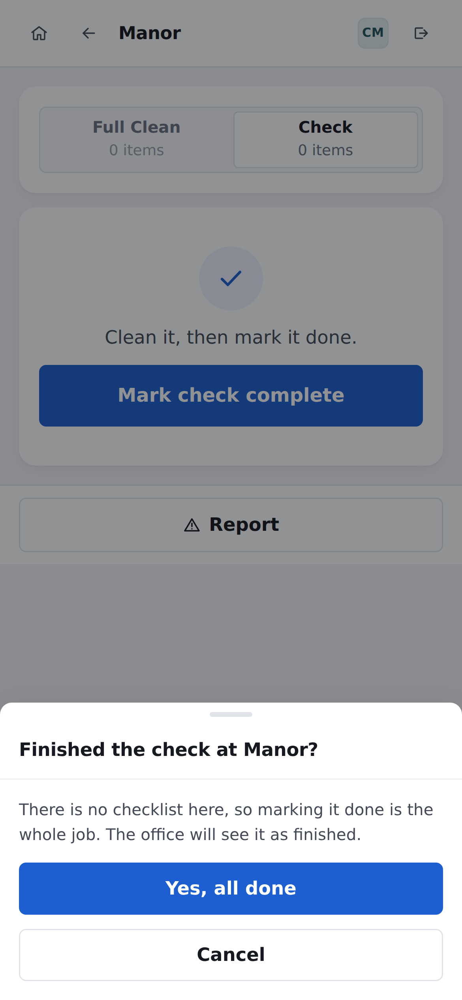 Manor
CM
Full Clean
0 items
Check
0 items
Clean it, then mark it done.
Mark check complete
Report
Finished the check at Manor?
There is no checklist here, so marking it done is the
whole job. The office will see it as finished.
Yes, all done
Cancel